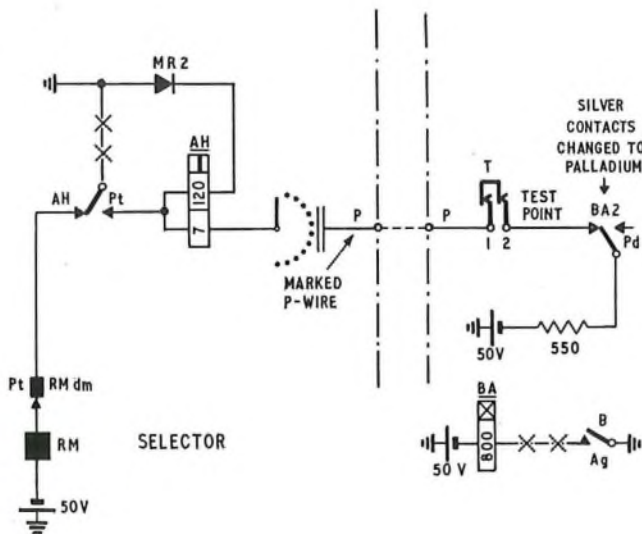 MR2
AH
120
7
AH
Pt
P
P
MARKED
P-WIRE
T
TEST
POINT
1 2
SILVER
CONTACTS
CHANGED TO
PALLADIUM
BA2
Pd
50V
550
Pt
RM dm
RM
SELECTOR
50V
BA
800
50 V
B
Ag